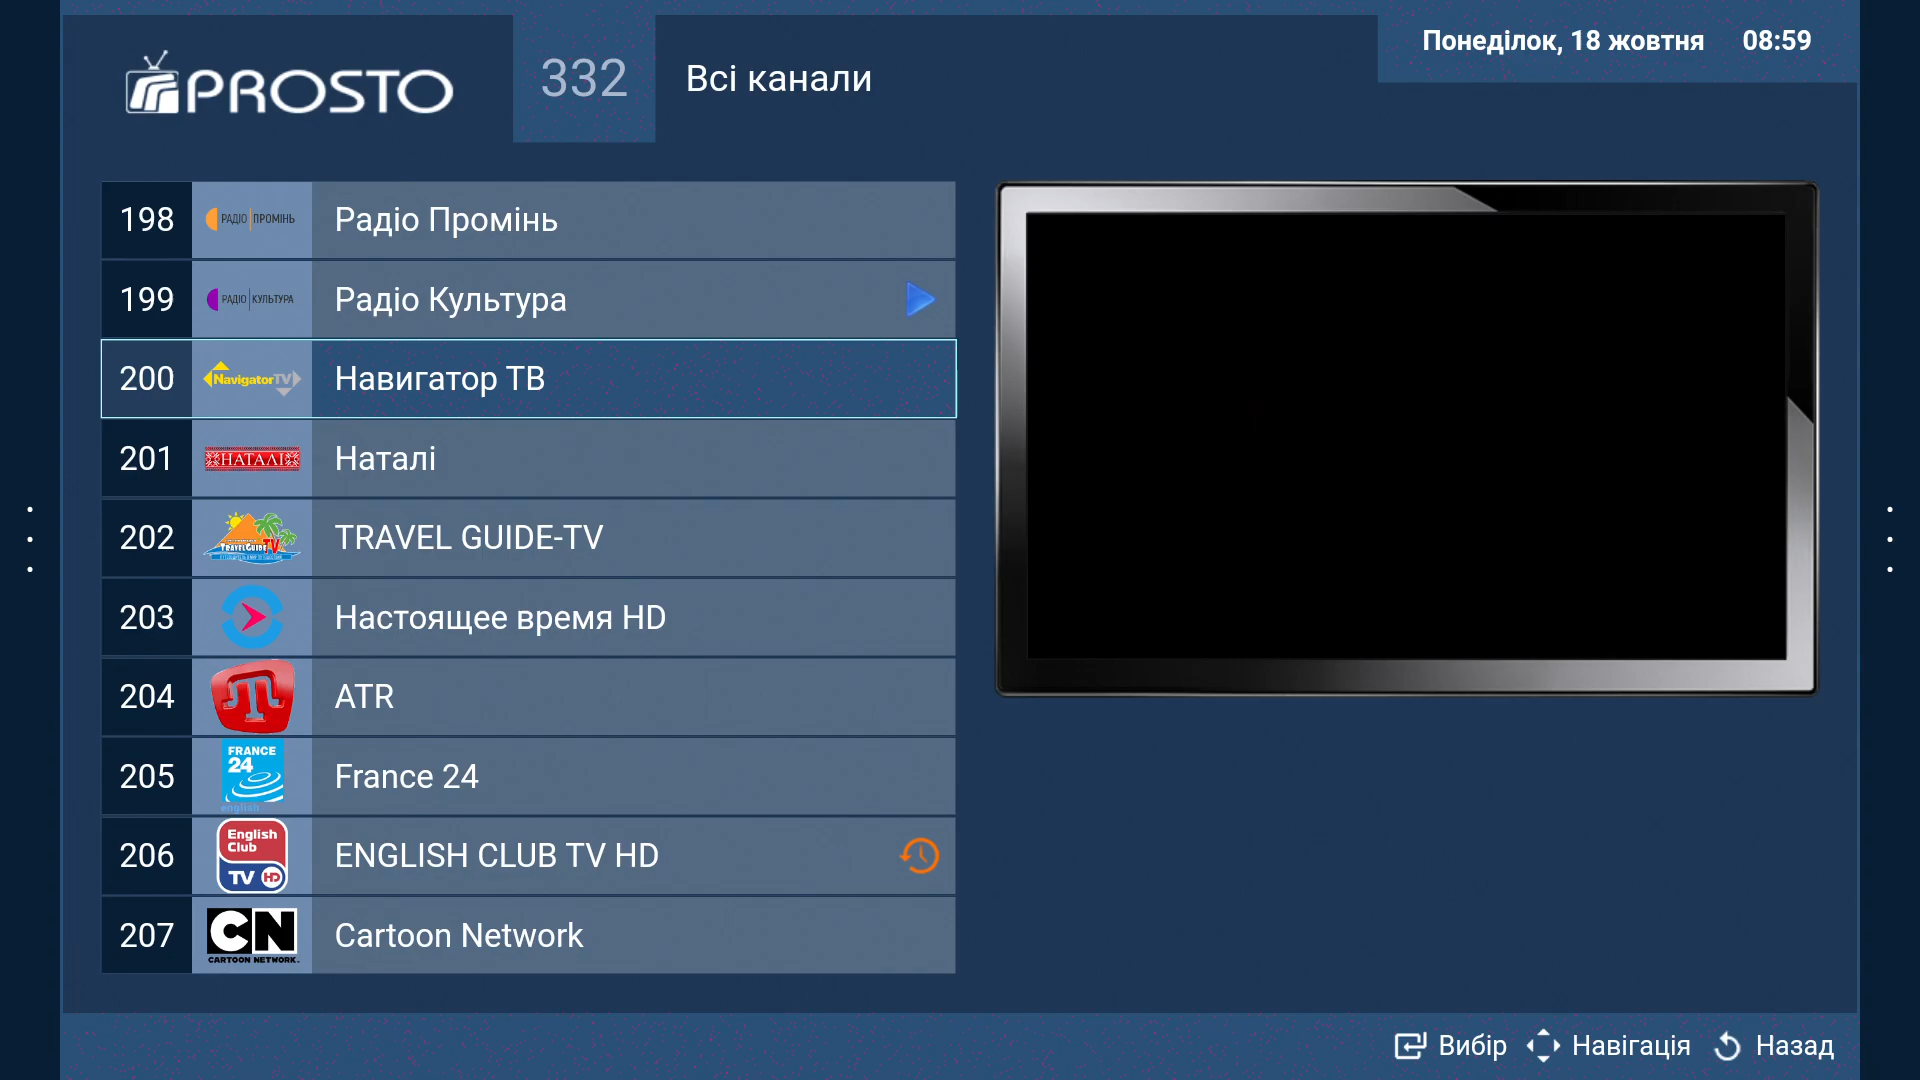 PROSTO
332
Всі канали
Понеділок, 18 жовтня 08:59
198 РАДІО ПРОМІНЬ Радіо Промінь
199 РАДІО КУЛЬТУРА Радіо Культура
200 NavigatorTV Навигатор ТВ
201 НАТАЛІ Наталі
202 TRAVELGUIDE TV TRAVEL GUIDE-TV
203 Настоящее время HD
204 ATR
205 FRANCE 24 english France 24
206 English Club TV HD ENGLISH CLUB TV HD
207 CN CARTOON NETWORK. Cartoon Network
Вибір Навігація Назад